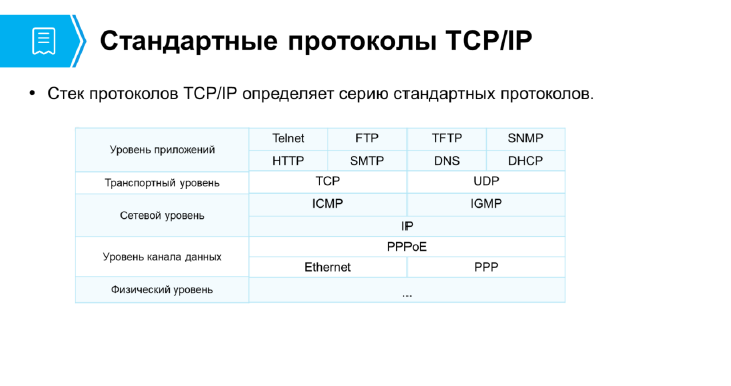 Стандартные протоколы TCP/IP
• Стек протоколов TCP/IP определяет серию стандартных протоколов.
Уровень приложений
Telnet FTP TFTP SNMP
HTTP SMTP DNS DHCP
Транспортный уровень TCP UDP
Сетевой уровень
ICMP IGMP
IP
Уровень канала данных
PPPoE
Ethernet PPP
Физический уровень ...